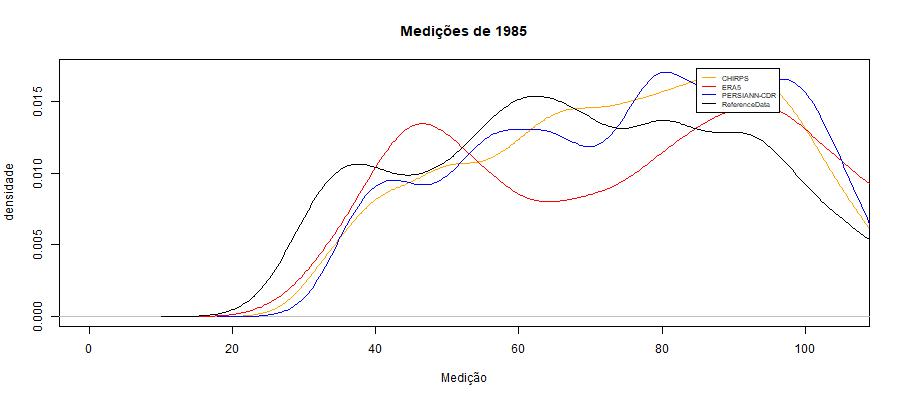 Medições de 1985
densidade
0.015
0.010
0.005
0.000
CHIRPS
ERA5
PERSIANN-CDR
ReferenceData
0 20 40 60 80 100
Medição